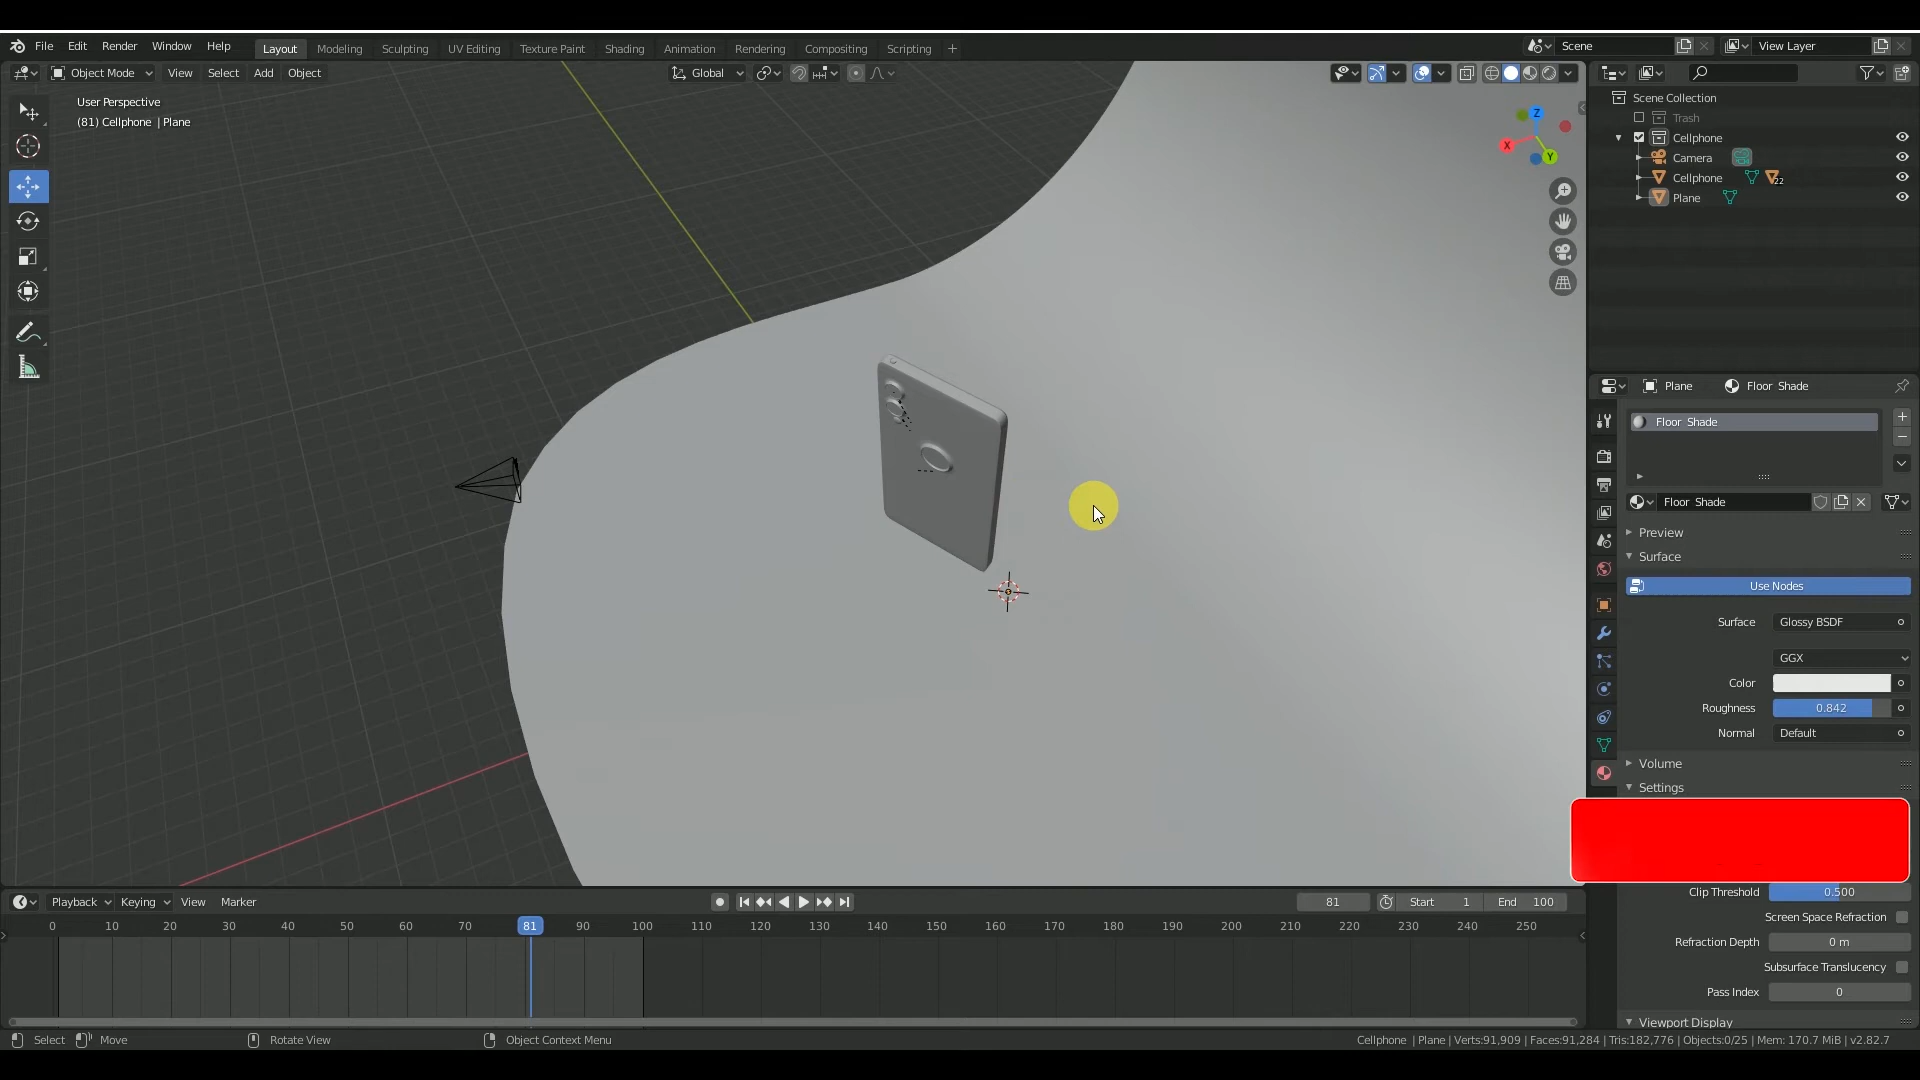 File Edit Render Window Help Layout Modeling Sculpting UV Editing Texture Paint Shading Animation Rendering Compositing Scripting + Scene View Layer
Object Mode View Select Add Object Global
User Perspective
(81) Cellphone | Plane
Z
X
Y
Scene Collection
Trash
Cellphone
Camera
Cellphone 22
Plane
Plane Floor Shade
Floor Shade
Floor Shade
Preview
Surface
Use Nodes
Surface Glossy BSDF
GGX
Color
Roughness 0.842
Normal Default
Volume
Settings
Clip Threshold 0.500
Screen Space Refraction
Refraction Depth 0 m
Subsurface Translucency
Pass Index 0
Viewport Display
Playback Keying View Marker 81 Start 1 End 100
0 10 20 30 40 50 60 70 81 90 100 110 120 130 140 150 160 170 180 190 200 210 220 230 240 250
Select Move Rotate View Object Context Menu Cellphone | Plane | Verts:91,909 | Faces:91,284 | Tris:182,776 | Objects:0/25 | Mem: 170.7 MiB | v2.82.7